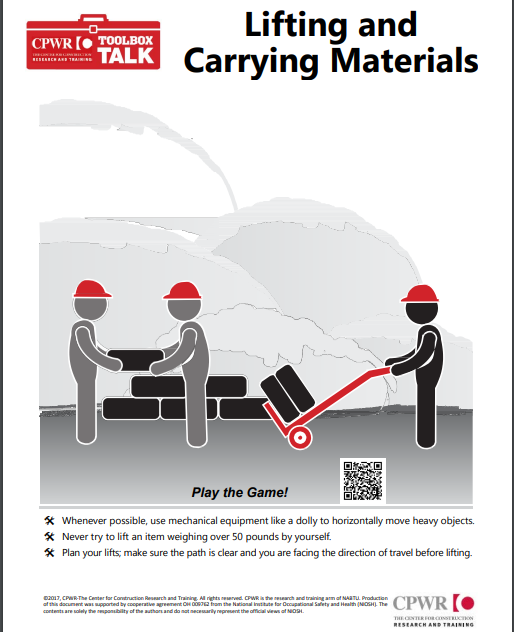 CPWR TOOLBOX TALK
THE CENTER FOR CONSTRUCTION
RESEARCH AND TRAINING
Lifting and
Carrying Materials
Play the Game!
Whenever possible, use mechanical equipment like a dolly to horizontally move heavy objects.
Never try to lift an item weighing over 50 pounds by yourself.
Plan your lifts; make sure the path is clear and you are facing the direction of travel before lifting.
©2017, CPWR-The Center for Construction Research and Training. All rights reserved. CPWR is the research and training arm of NABTU. Production
of this document was supported by cooperative agreement OH 009762 from the National Institute for Occupational Safety and Health (NIOSH). The
contents are solely the responsibility of the authors and do not necessarily represent the official views of NIOSH.
CPWR
THE CENTER FOR CONSTRUCTION
RESEARCH AND TRAINING